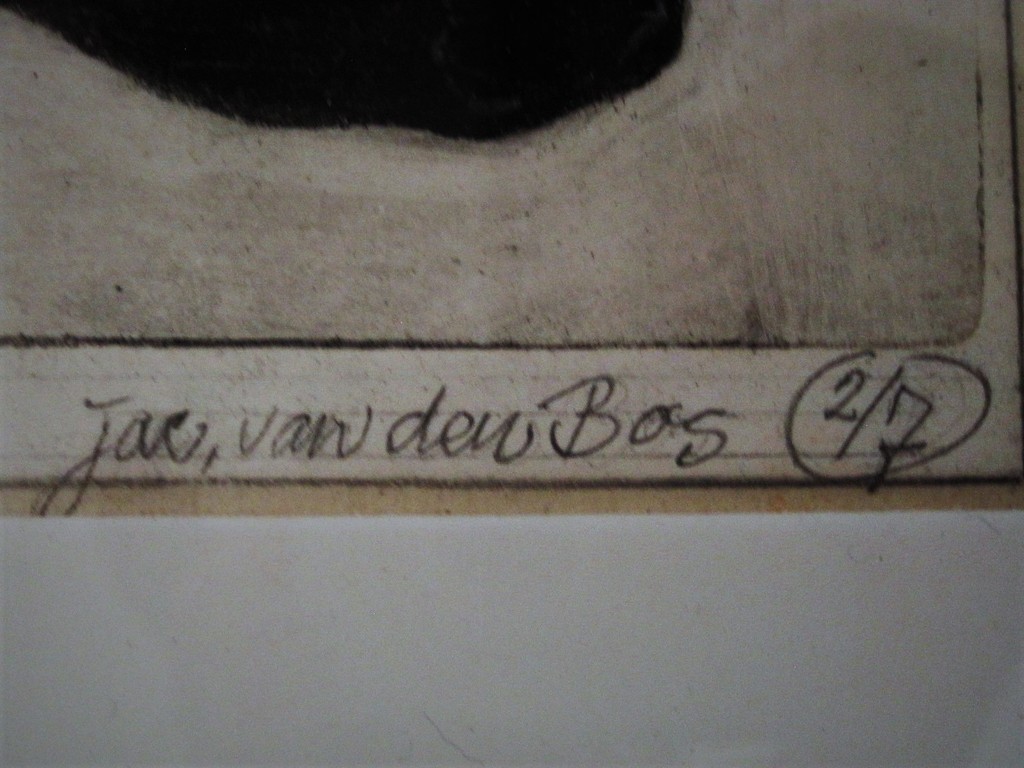 jac, van den Bos 2/7